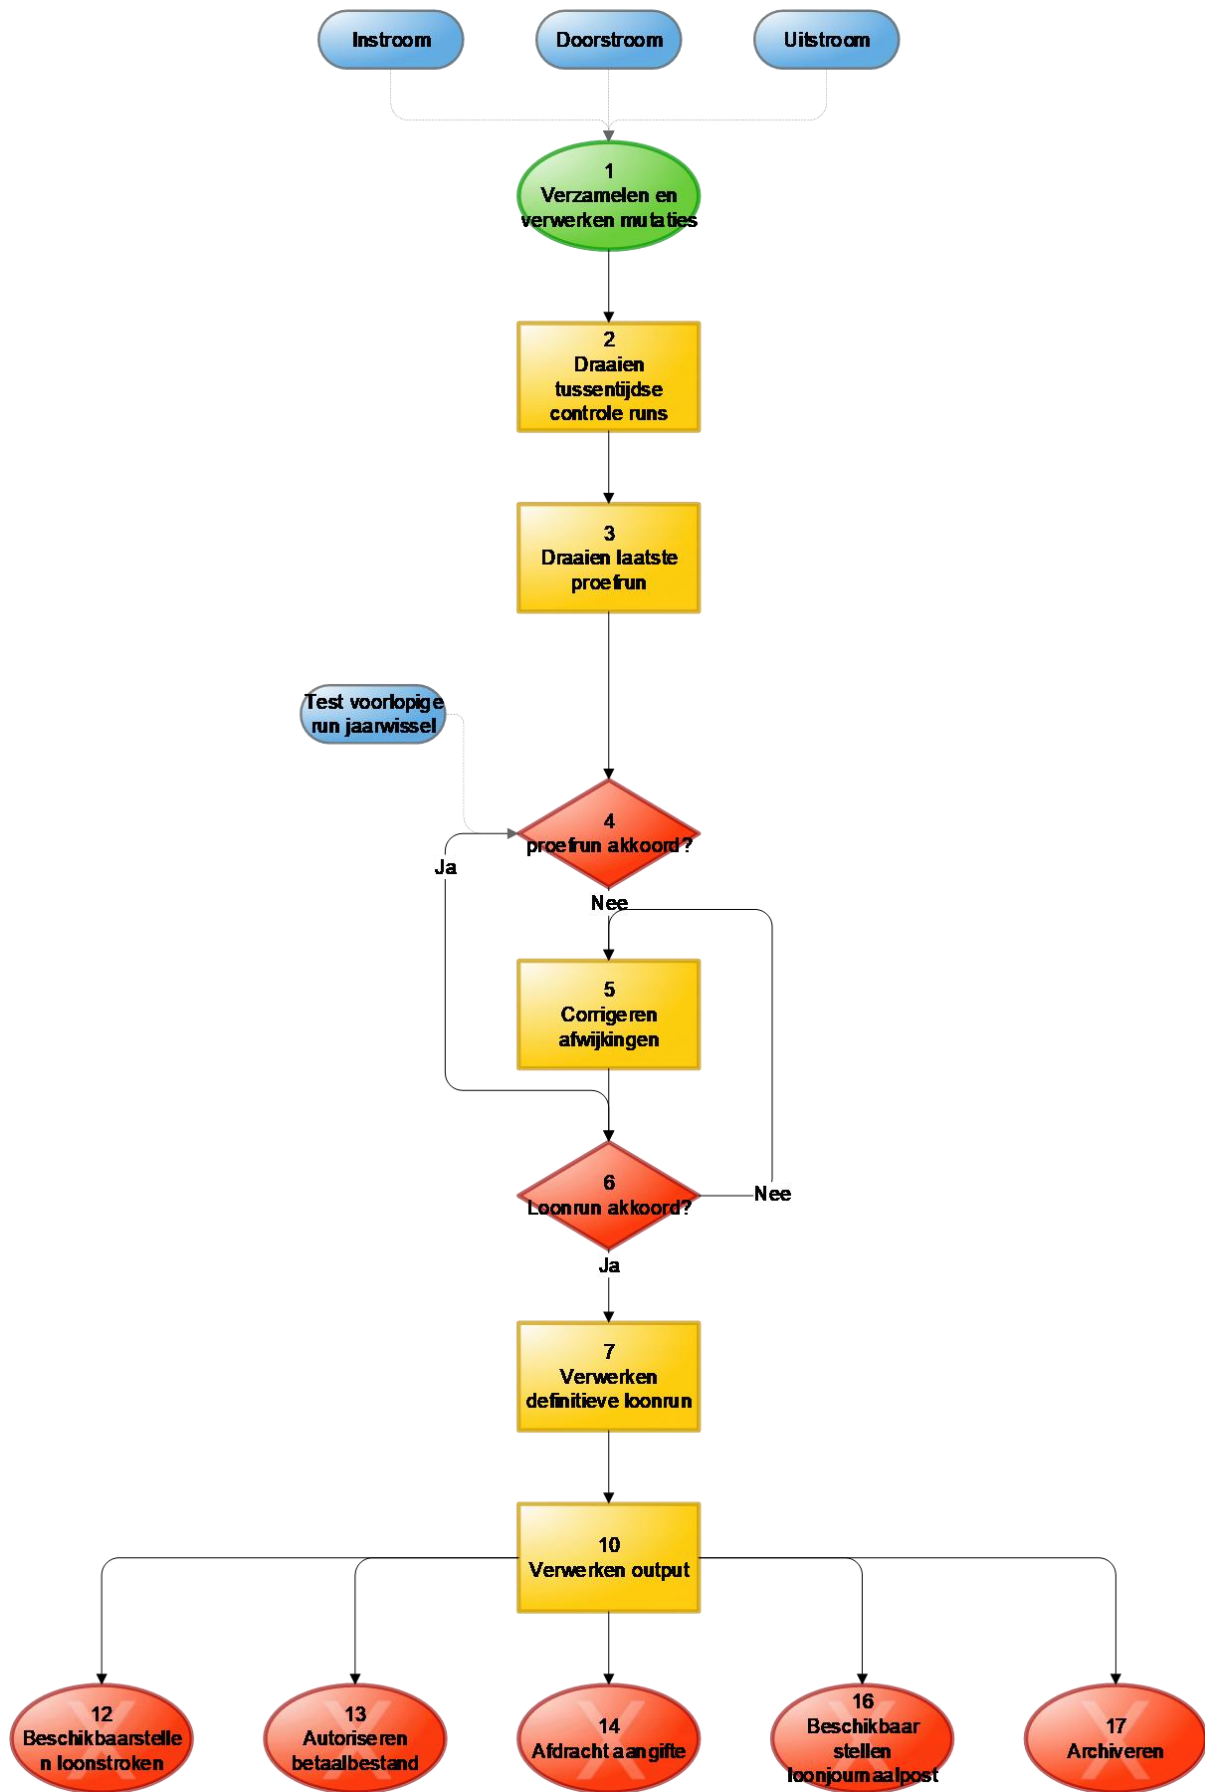 Instroom
Doorstroom
Uitstroom
1
Verzamelen en
verwerken mutaties
2
Draaien
tussentijdse
controle runs
3
Draaien laatste
proefrun
Test voorlopige
run jaarwissel
4
proefrun akkoord?
Ja
Nee
5
Corrigeren
afwijkingen
6
Loonrun akkoord?
Nee
Ja
7
Verwerken
definitieve loonrun
10
Verwerken output
12
Beschikbaarstelle
n loonstroken
13
Autoriseren
betaalbestand
14
Afdracht aangifte
16
Beschikbaar
stellen
loonjournaalpost
17
Archiveren